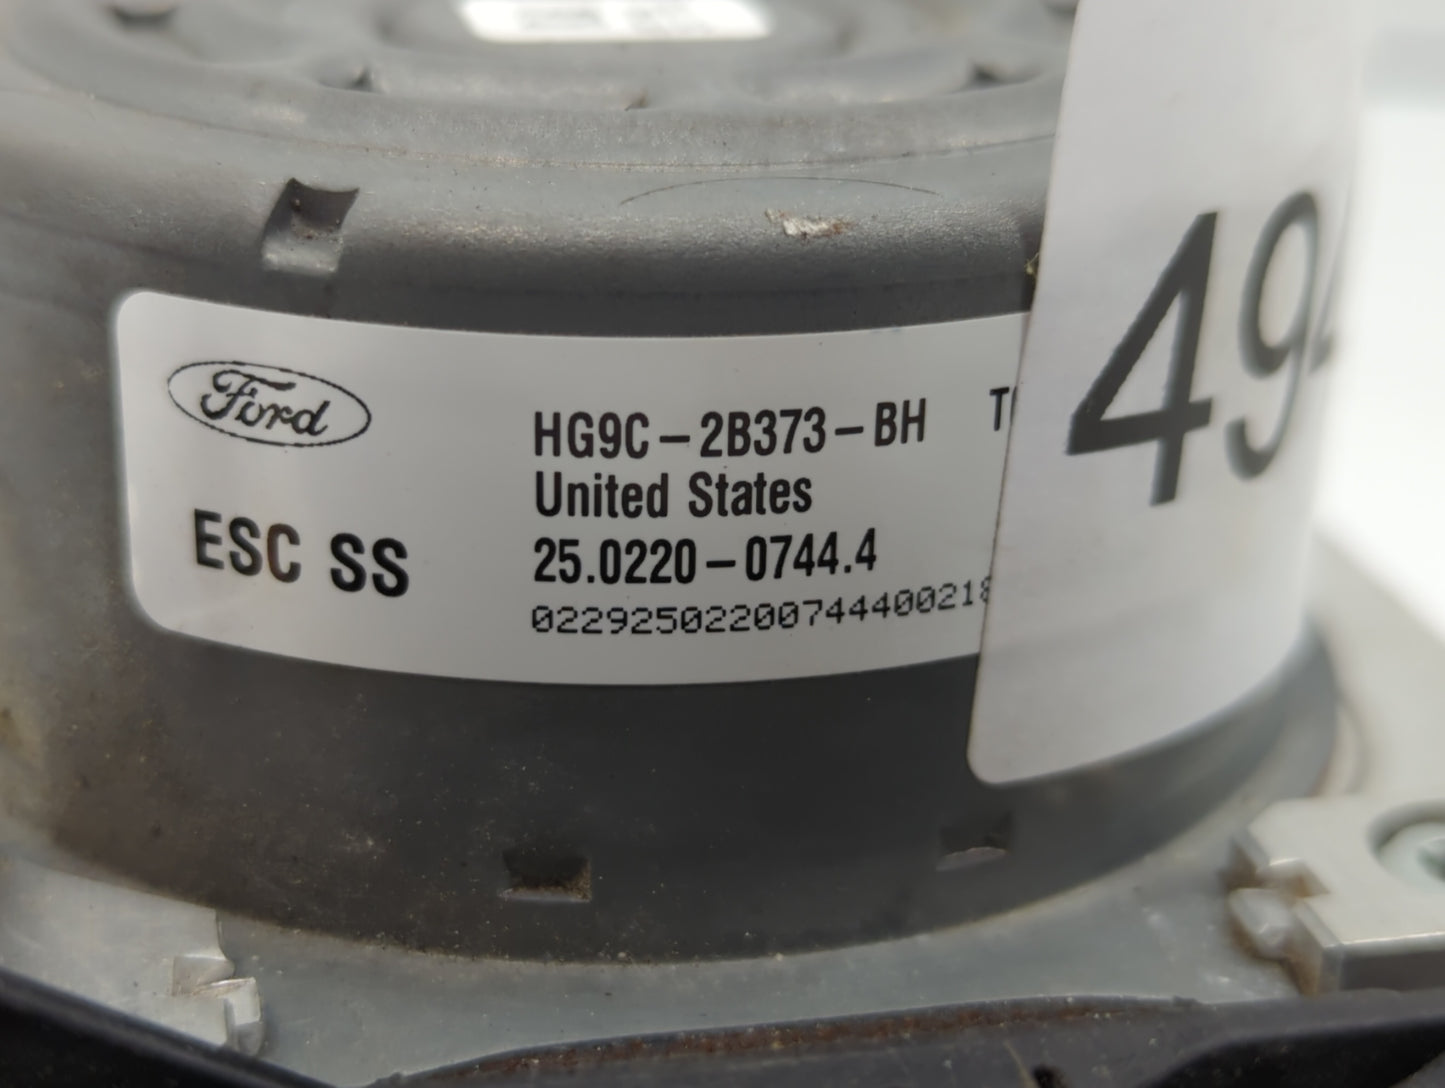 Ford
HG9C-2B373-BH
United States
ESC SS
25.0220-0744.4
02292502200744400218
49